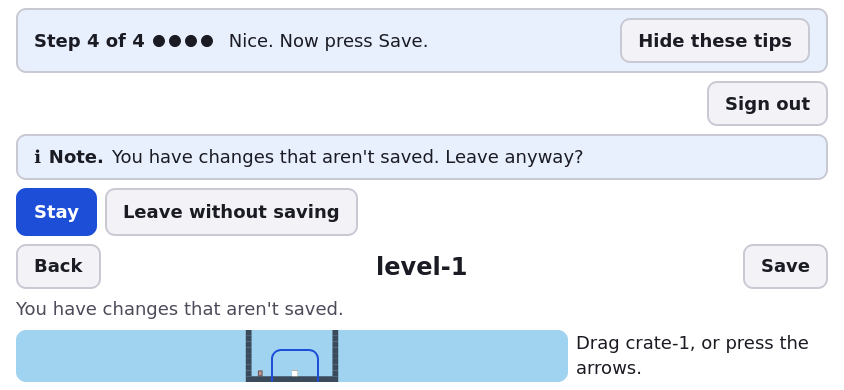 Step 4 of 4 Nice. Now press Save. Hide these tips
Sign out
i Note. You have changes that aren't saved. Leave anyway?
Stay Leave without saving
Back level-1 Save
You have changes that aren't saved.
Drag crate-1, or press the
arrows.